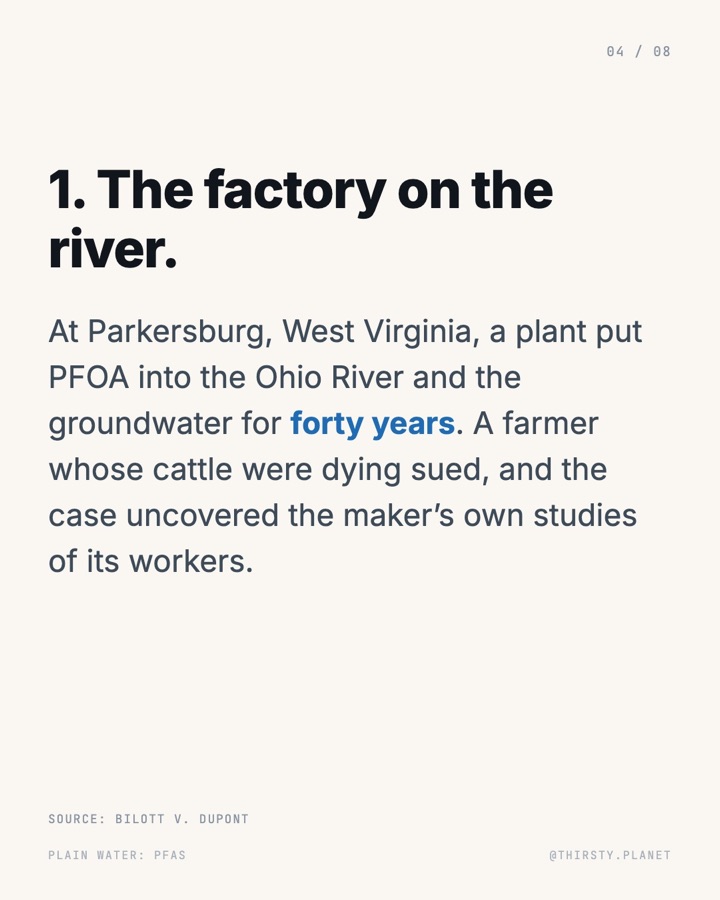 04 / 08
1. The factory on the
river.
At Parkersburg, West Virginia, a plant put
PFOA into the Ohio River and the
groundwater for forty years. A farmer
whose cattle were dying sued, and the
case uncovered the maker’s own studies
of its workers.
SOURCE: BILOTT V. DUPONT
PLAIN WATER: PFAS
@THIRSTY.PLANET